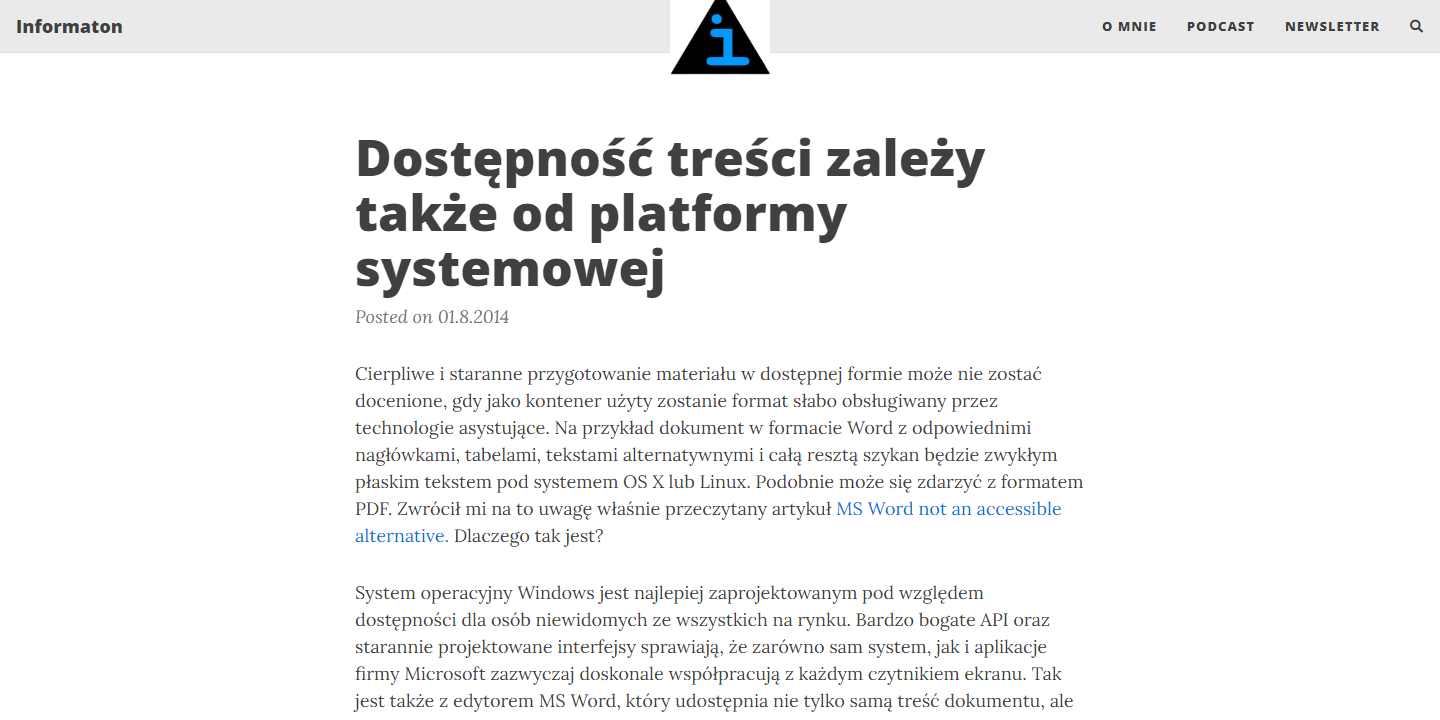 Informaton
i
O MNIE
PODCAST
NEWSLETTER
Dostępność treści zależy
także od platformy
systemowej
Posted on 01.8.2014
Cierpliwe i staranne przygotowanie materiału w dostępnej formie może nie zostać
docenione, gdy jako kontener użyty zostanie format słabo obsługiwany przez
technologie asystujące. Na przykład dokument w formacie Word z odpowiednimi
nagłówkami, tabelami, tekstami alternatywnymi i całą resztą szykan będzie zwykłym
płaskim tekstem pod systemem OS X lub Linux. Podobnie może się zdarzyć z formatem
PDF. Zwrócił mi na to uwagę właśnie przeczytany artykuł MS Word not an accessible
alternative. Dlaczego tak jest?
System operacyjny Windows jest najlepiej zaprojektowanym pod względem
dostępności dla osób niewidomych ze wszystkich na rynku. Bardzo bogate API oraz
starannie projektowane interfejsy sprawiają, że zarówno sam system, jak i aplikacje
firmy Microsoft zazwyczaj doskonale współpracują z każdym czytnikiem ekranu. Tak
jest także z edytorem MS Word, który udostępnia nie tylko samą treść dokumentu, ale